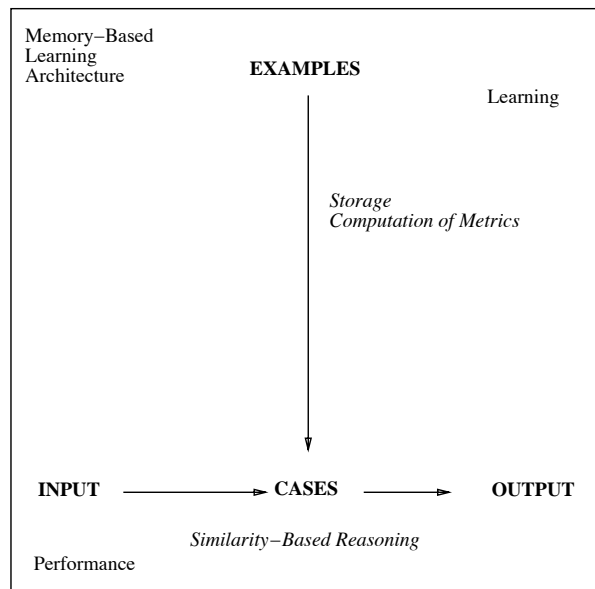 Memory−Based
Learning
Architecture
EXAMPLES
Learning
Storage
Computation of Metrics
INPUT
CASES
OUTPUT
Similarity−Based Reasoning
Performance